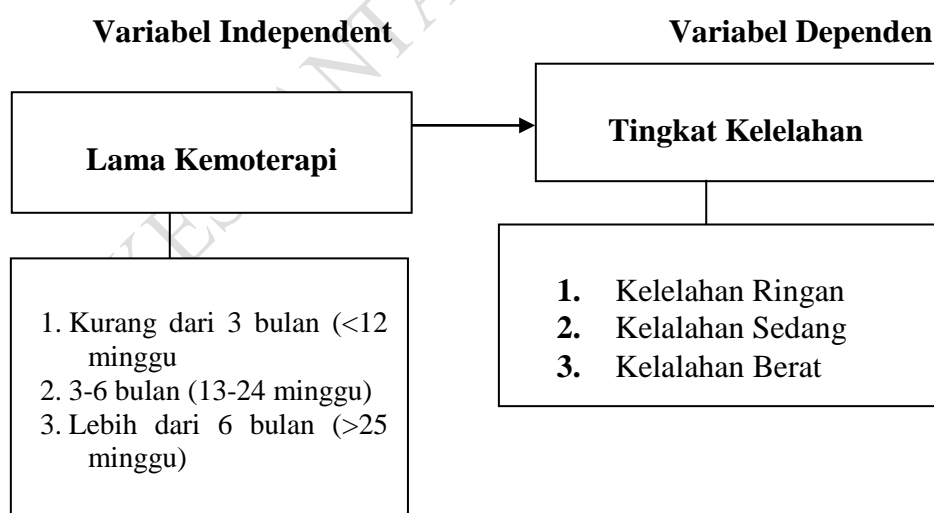 Variabel Independent
Variabel Dependen
Lama Kemoterapi
Tingkat Kelelahan
1. Kurang dari 3 bulan (<12
minggu
2. 3-6 bulan (13-24 minggu)
3. Lebih dari 6 bulan (>25
minggu)
1. Kelelahan Ringan
2. Kelalahan Sedang
3. Kelalahan Berat